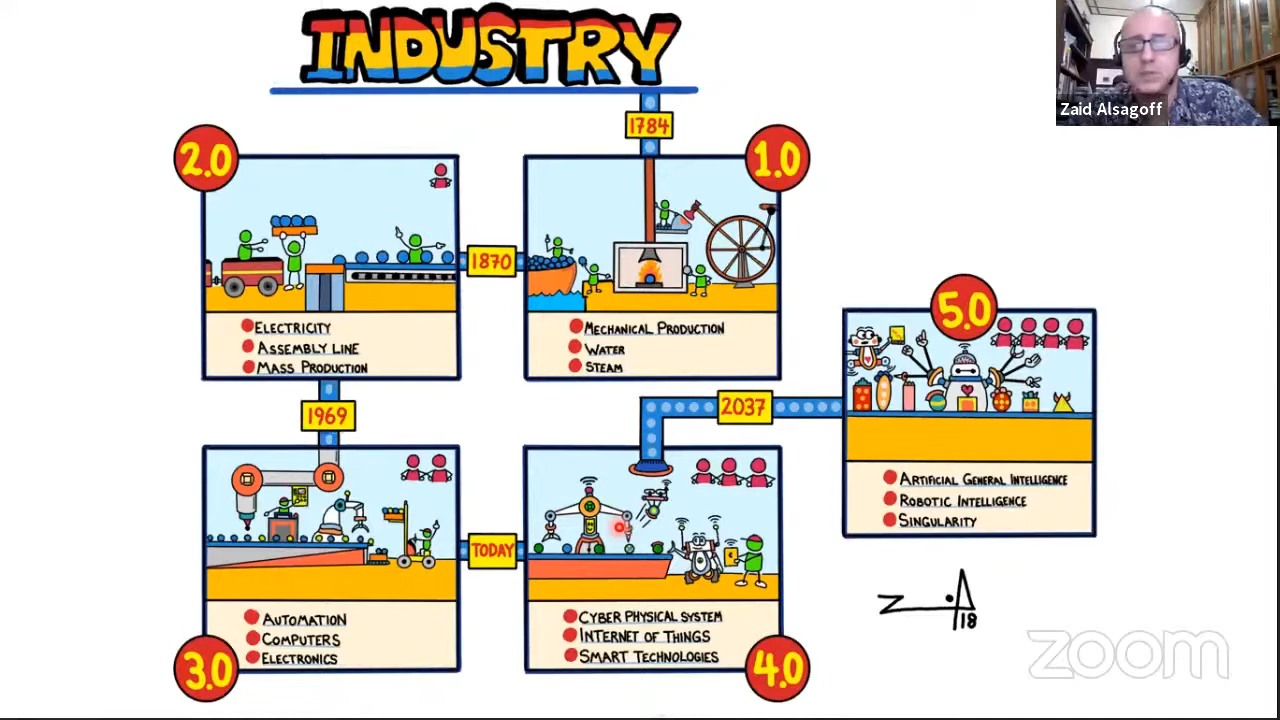 INDUSTRY
Zaid Alsagoff
1784
2.0
1.0
1870
ELECTRICITY
ASSEMBLY LINE
MASS PRODUCTION
MECHANICAL PRODUCTION
WATER
STEAM
5.0
1969
2037
ARTIFICIAL GENERAL INTELLIGENCE
ROBOTIC INTELLIGENCE
SINGULARITY
TODAY
AUTOMATION
COMPUTERS
ELECTRONICS
3.0
CYBER PHYSICAL SYSTEM
INTERNET OF THINGS
SMART TECHNOLOGIES
4.0
18
zoom